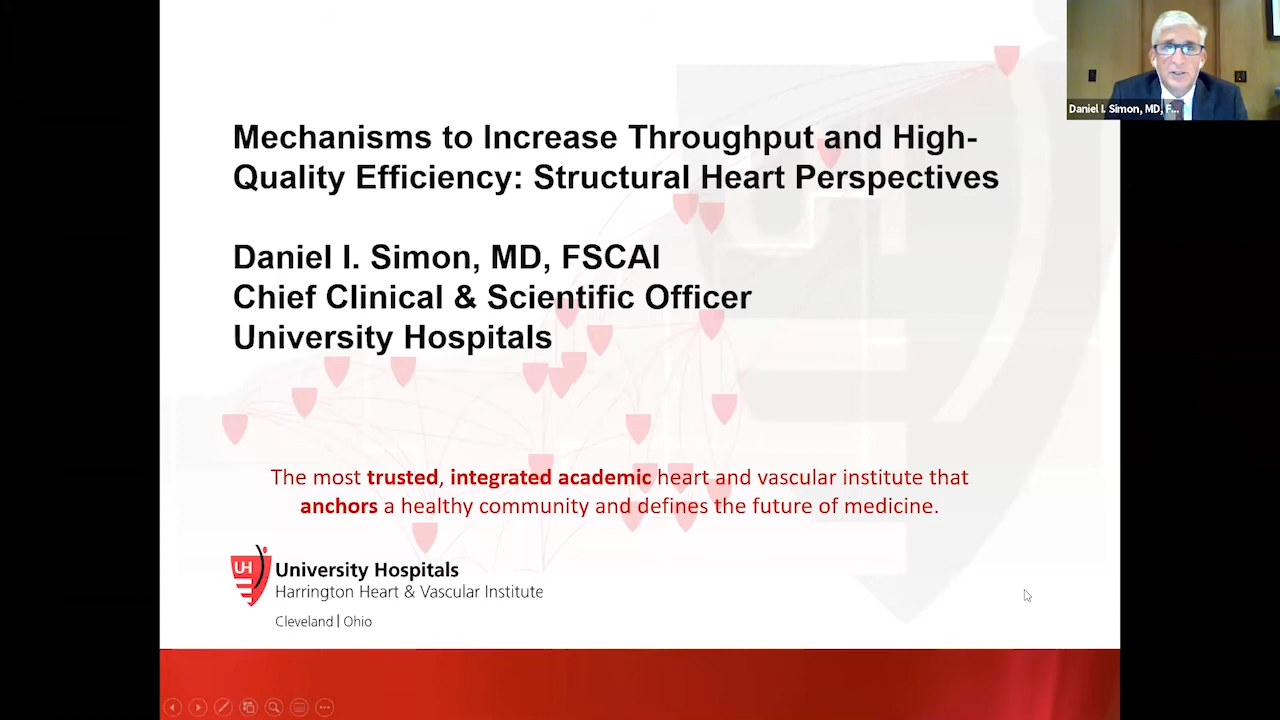 Daniel I. Simon, MD, F...
Mechanisms to Increase Throughput and High-
Quality Efficiency: Structural Heart Perspectives
Daniel I. Simon, MD, FSCAI
Chief Clinical & Scientific Officer
University Hospitals
The most trusted, integrated academic heart and vascular institute that
anchors a healthy community and defines the future of medicine.
UH
University Hospitals
Harrington Heart & Vascular Institute
Cleveland | Ohio